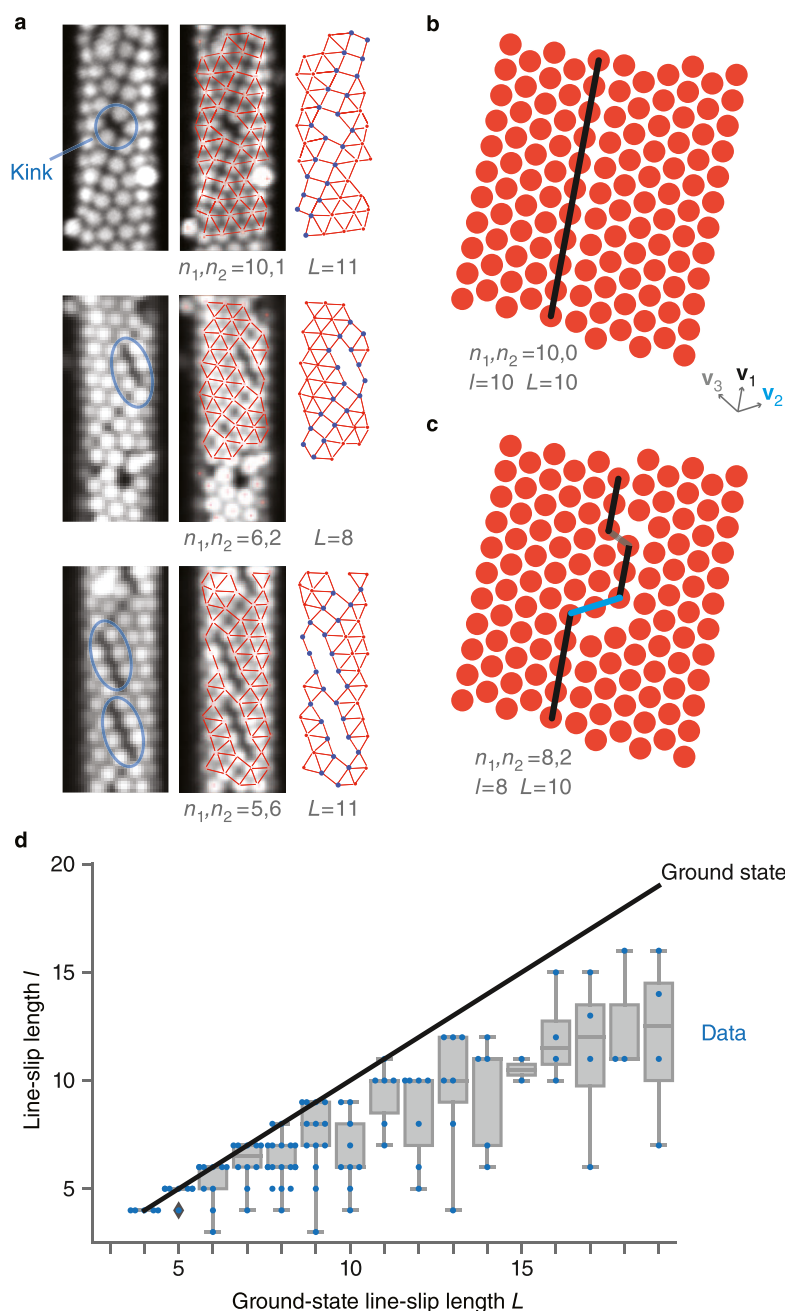 a
Kink
n1,n2=10,1 L=11
n1,n2=6,2 L=8
n1,n2=5,6 L=11
b
n1,n2=10,0
l=10 L=10
v3 v1 v2
c
n1,n2=8,2
l=8 L=10
d
20
15
10
5
Line-slip length l
Ground state
Data
5 10 15
Ground-state line-slip length L